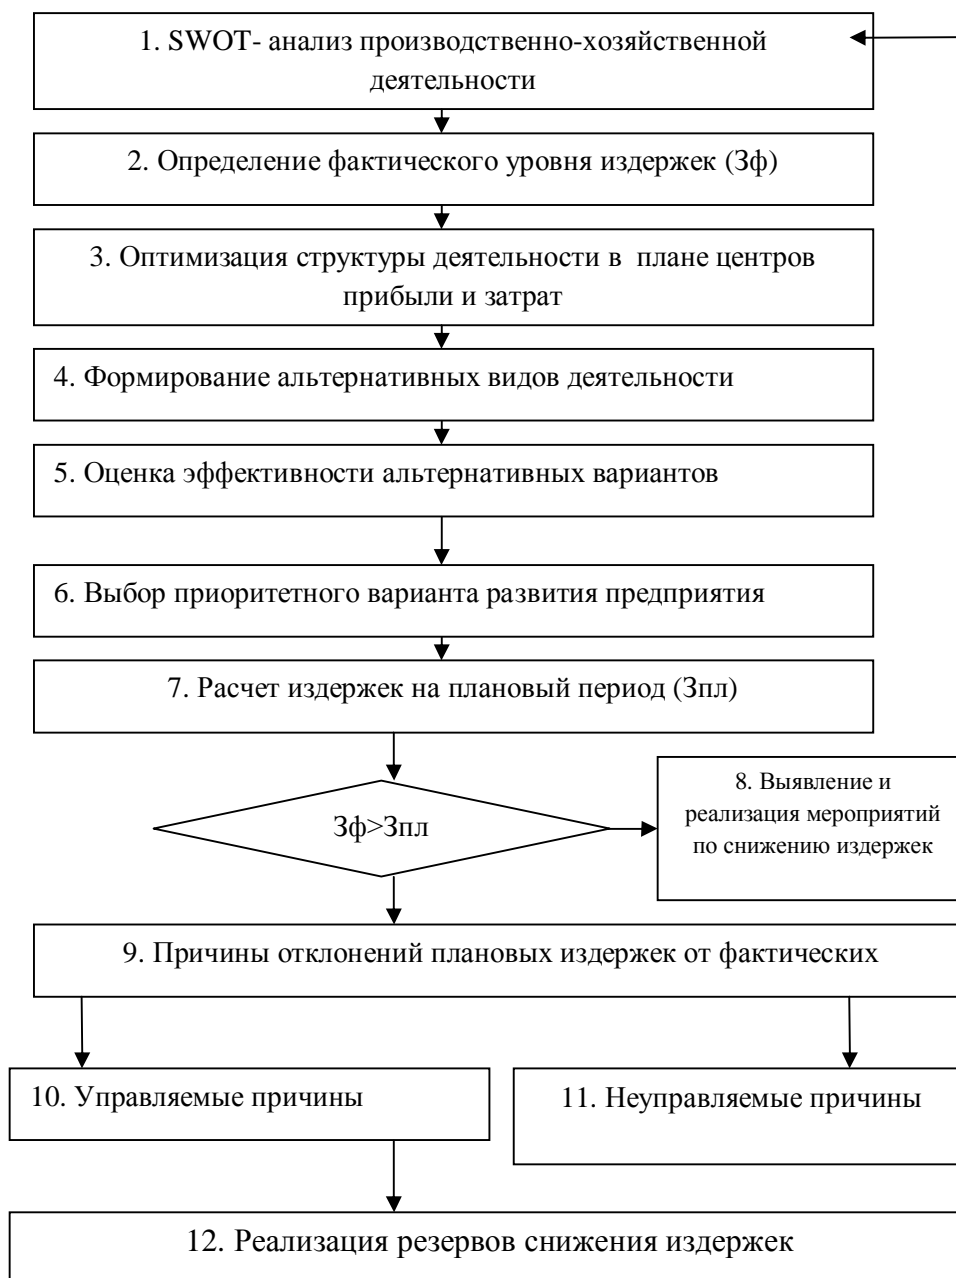 1. SWOT- анализ производственно-хозяйственной
деятельности
2. Определение фактического уровня издержек (Зф)
3. Оптимизация структуры деятельности в плане центров
прибыли и затрат
4. Формирование альтернативных видов деятельности
5. Оценка эффективности альтернативных вариантов
6. Выбор приоритетного варианта развития предприятия
7. Расчет издержек на плановый период (Зпл)
Зф>Зпл
8. Выявление и
реализация мероприятий
по снижению издержек
9. Причины отклонений плановых издержек от фактических
10. Управляемые причины
11. Неуправляемые причины
12. Реализация резервов снижения издержек